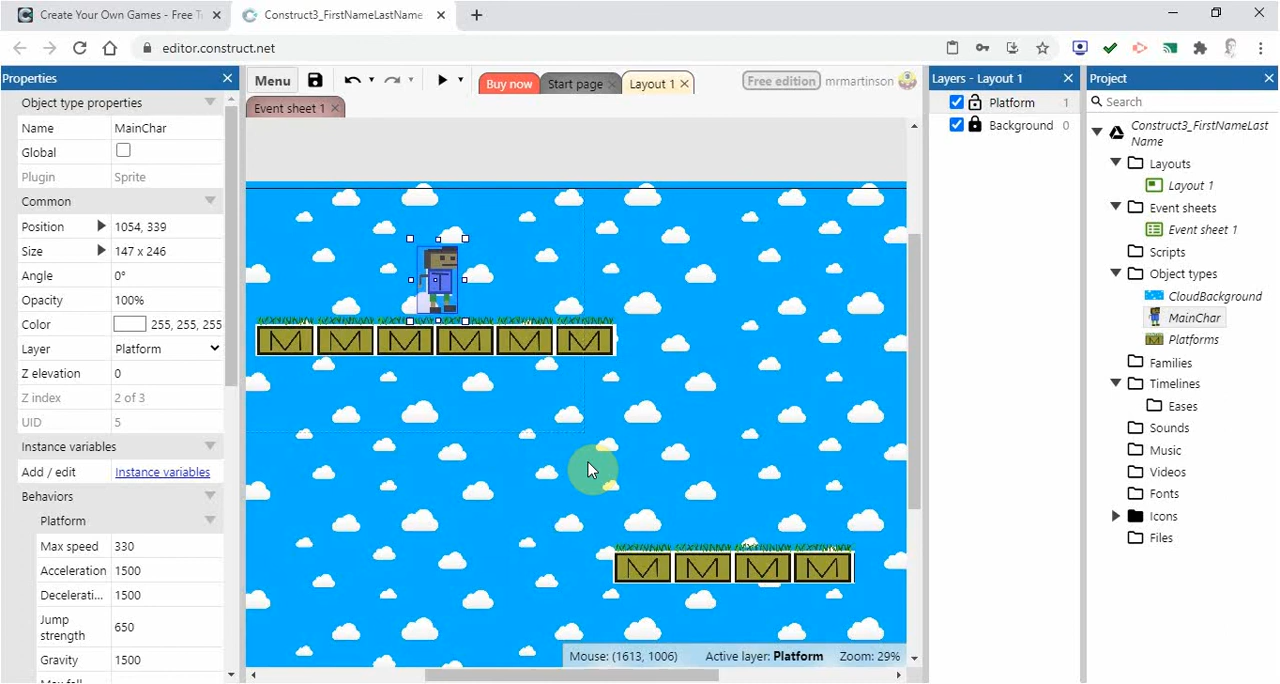 Create Your Own Games - Free T
Construct3_FirstNameLastName
editor.construct.net
Properties
Object type properties
Name MainChar
Global
Plugin Sprite
Common
Position 1054, 339
Size 147 x 246
Angle 0°
Opacity 100%
Color 255, 255, 255
Layer Platform
Z elevation 0
Z index 2 of 3
UID 5
Instance variables
Add / edit Instance variables
Behaviors
Platform
Max speed 330
Acceleration 1500
Decelerati... 1500
Jump
strength 650
Gravity 1500
Menu
Buy now
Start page
Layout 1
Free edition
mrmartinson
Event sheet 1
M M M M M M
M M M M
Mouse: (1613, 1006) Active layer: Platform Zoom: 29%
Layers - Layout 1
Platform 1
Background 0
Project
Search
Construct3_FirstNameLast
Name
Layouts
Layout 1
Event sheets
Event sheet 1
Scripts
Object types
CloudBackground
MainChar
Platforms
Families
Timelines
Eases
Sounds
Music
Videos
Fonts
Icons
Files